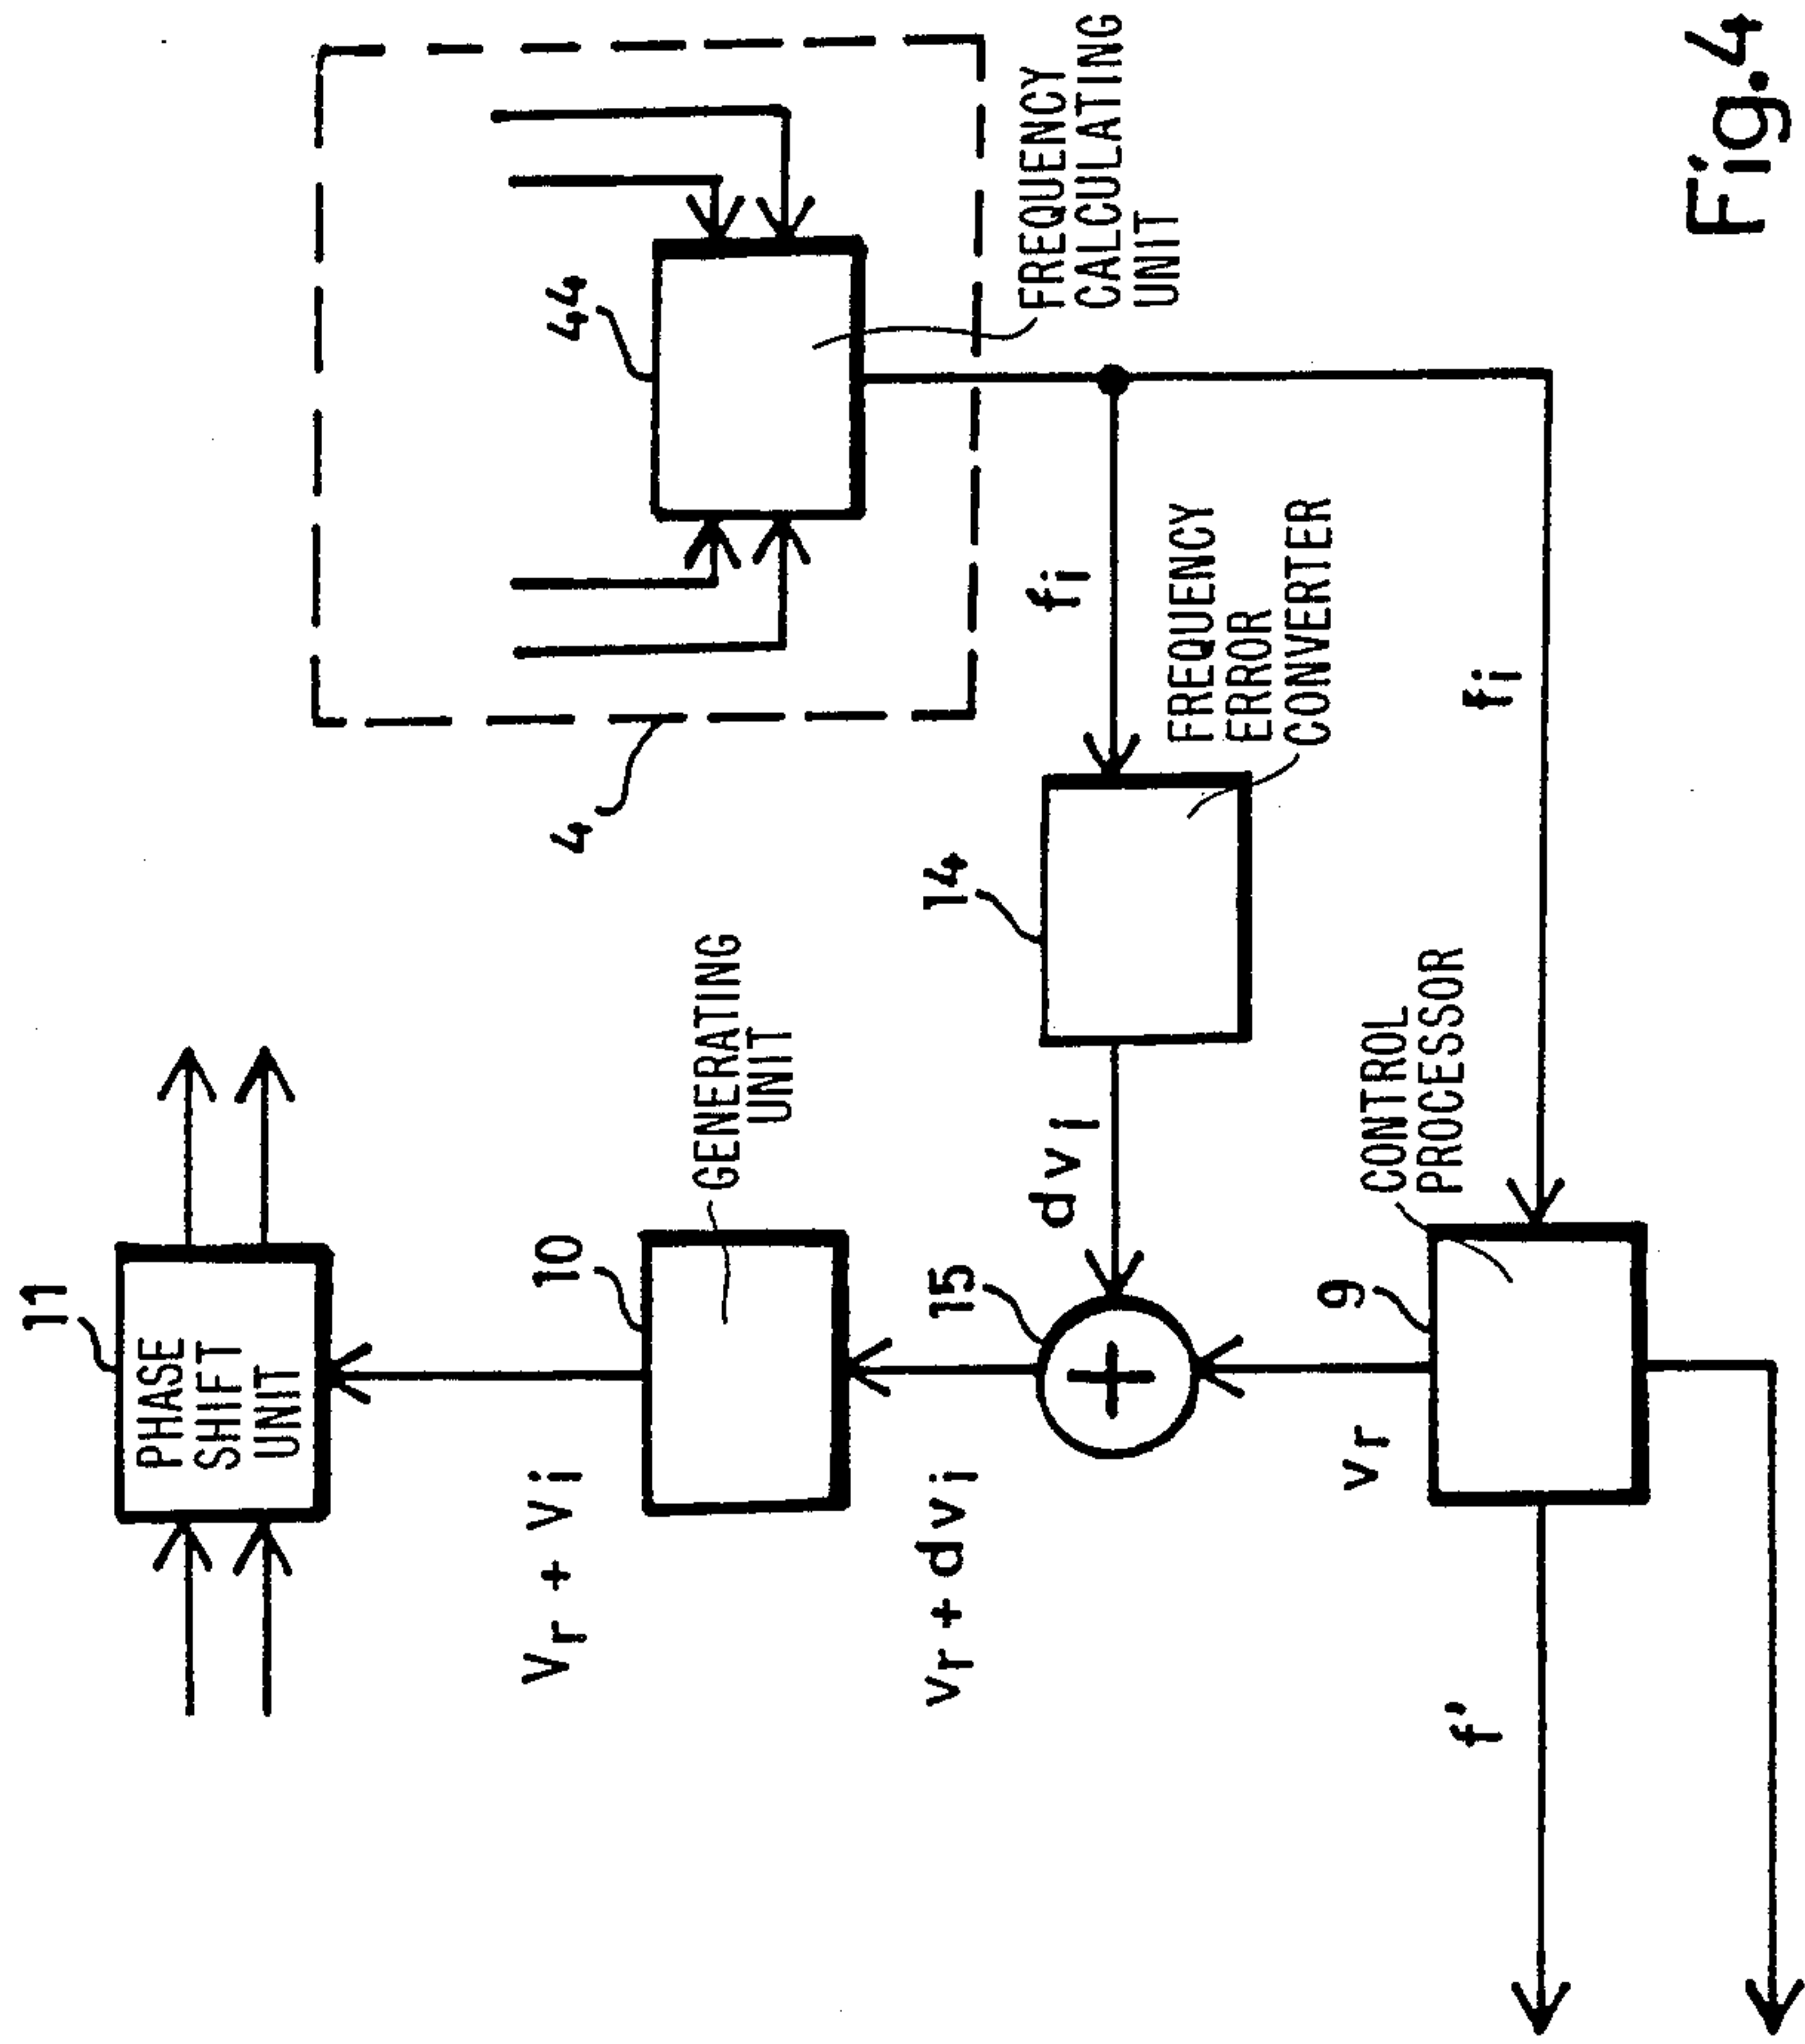 11
PHASE
SHIFT
UNIT
Vr + Vi
10
GENERATING
UNIT
vr + dvi
15
+
dvi
14
FREQUENCY
ERROR
CONVERTER
fi
4
44
FREQUENCY
CALCULATING
UNIT
vr
9
CONTROL
PROCESSOR
fi
f'
Fig.4